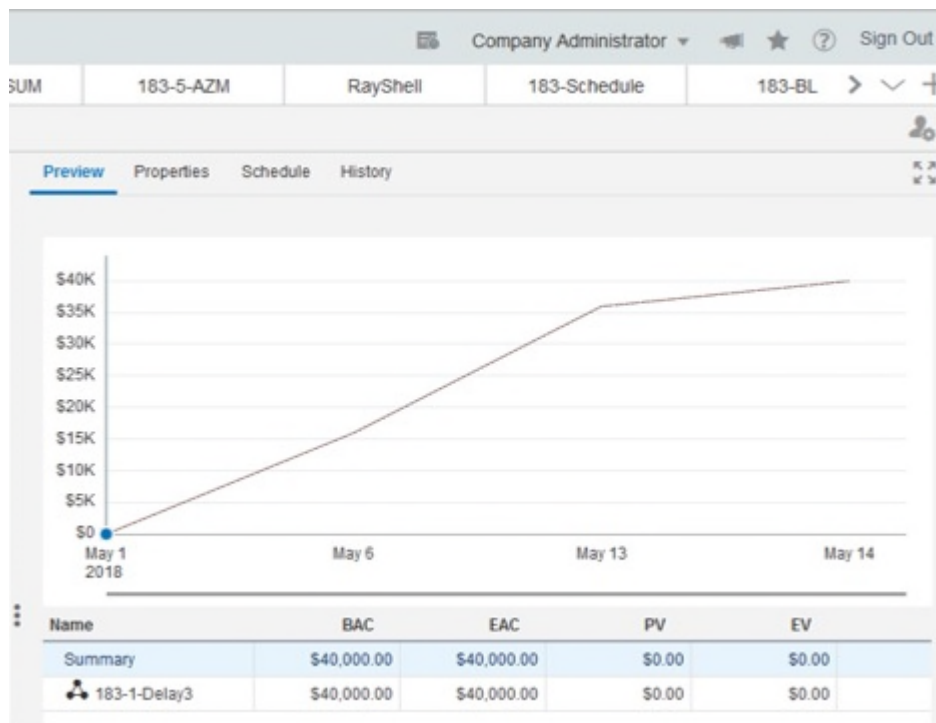 Company Administrator Sign Out
SUM 183-5-AZM RayShell 183-Schedule 183-BL
Preview Properties Schedule History
$40K
$35K
$30K
$25K
$20K
$15K
$10K
$5K
$0
May 1 May 6 May 13 May 14
2018
Name BAC EAC PV EV
Summary $40,000.00 $40,000.00 $0.00 $0.00
183-1-Delay3 $40,000.00 $40,000.00 $0.00 $0.00